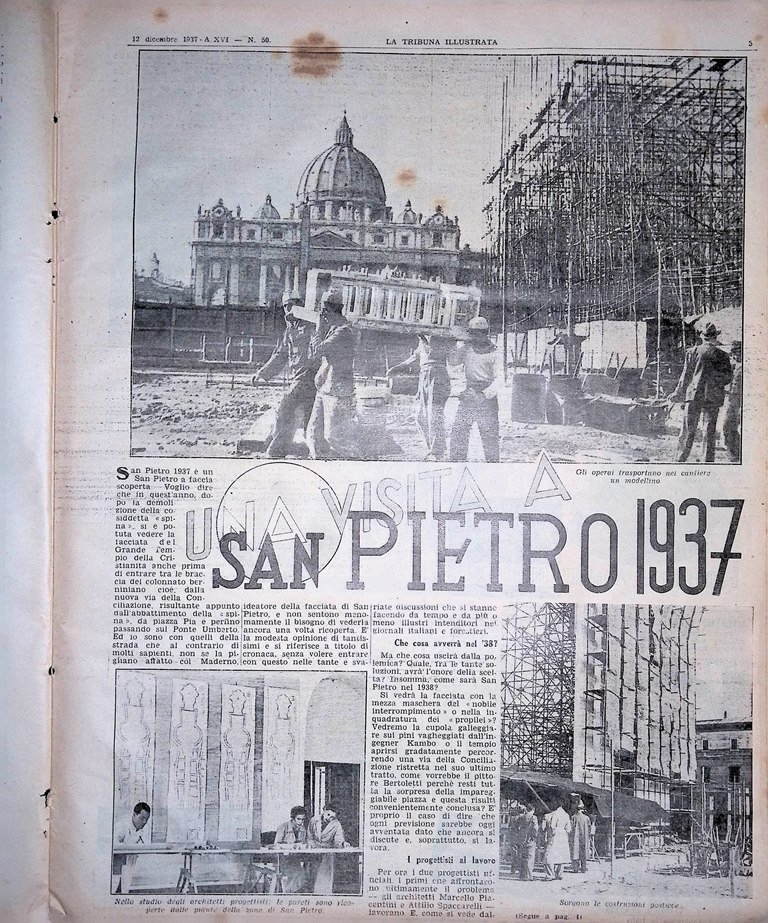 12 dicembre 1937 - A. XVI — N. 50.
LA TRIBUNA ILLUSTRATA
3
Gli operai trasportano nel cantiere
un modellino
UNA VISITA A
SAN PIETRO 1937
San Pietro 1937 è un
San Pietro a faccia
scoperta — Voglio dire
che in quest'anno, do-
po la demoli-
zione della co-
siddetta « spi-
na », si è po-
tuta vedere la
facciata del
Grande Tem-
pio della Cri-
stianità anche prima
di entrare tra le brac-
cia del colonnato ber-
niniano cioè, dalla
nuova via della Con-
ciliazione, risultante appunto
dall'abbattimento della « spi-
na », da piazza Pia e perfino
passando sul Ponte Umberto.
Ed io sono con quelli della
strada che al contrario di
molti sapienti, non se la pi-
gliano affatto col Maderno,
ideatore della facciata di San
Pietro, e non sentono meno-
mamente il bisogno di vederla
ancora una volta ricoperta. E'
la modesta opinione di tantis-
simi e si riferisce a titolo di
cronaca, senza volere entrare
con questo nelle tante e sva-
riate discussioni che si stanno
facendo da tempo e da più o
meno illustri intenditori nei
giornali italiani e forestieri.
Che cosa avverrà nel '38?
Ma che cosa uscirà dalla po-
lemica? Quale, tra le tante so-
luzioni, avrà l'onore della scel-
ta? Insomma, come sarà San
Pietro nel 1938?
Si vedrà la facciata con la
mezza maschera del « nobile
interrompimento » o nella in-
quadratura dei « propilei »?
Vedremo la cupola galleggia-
re sui pini vagheggiati dall'in-
gegner Kambo o il tempio
aprirsi gradatamente percor-
rendo una via della Concilia-
zione ristretta nel suo ultimo
tratto, come vorrebbe il pitto-
re Bertoletti perchè resti tut-
ta la sorpresa della impareg-
giabile piazza e questa risulti
convenientemente conclusa? E'
proprio il caso di dire che
ogni previsione sarebbe oggi
avventata dato che ancora si
discute e, soprattutto, si la-
vora.
I progettisti al lavoro
Per ora i due progettisti uf-
ficiali, i primi che affrontaro-
no ultimamente il problema
— gli architetti Marcello Pia-
centini e Attilio Spaccarelli —
lavorano. E, come si vede dal-
Nello studio degli architetti progettisti: le pareti sono rico-
perte dalle piante della zona di San Pietro
Sorgono le costruzioni posticce
(Segue a pag. 4)